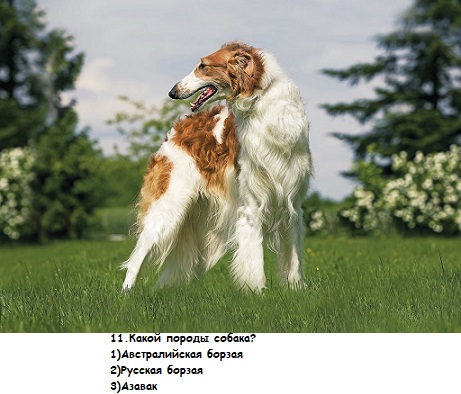 11.Какой породы собака?
1)Австралийская борзая
2)Русская борзая
3)Азавак